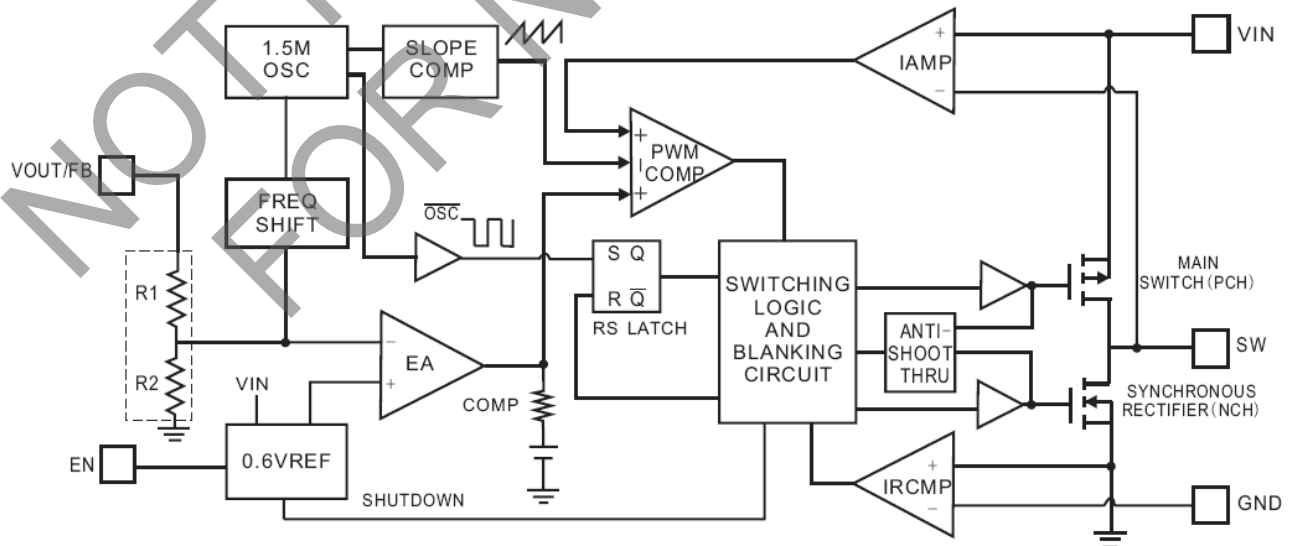 NOT
FOR N
1.5M
OSC
SLOPE
COMP
IAMP
+
−
VIN
VOUT/FB
FREQ
SHIFT
+
−
+
PWM
COMP
OSC
S Q
R Q
RS LATCH
SWITCHING
LOGIC
AND
BLANKING
CIRCUIT
ANTI-
SHOOT
THRU
MAIN
SWITCH(PCH)
SW
SYNCHRONOUS
RECTIFIER(NCH)
R1
R2
−
+
EA
COMP
VIN
EN
0.6VREF
SHUTDOWN
IRCMP
+
−
GND